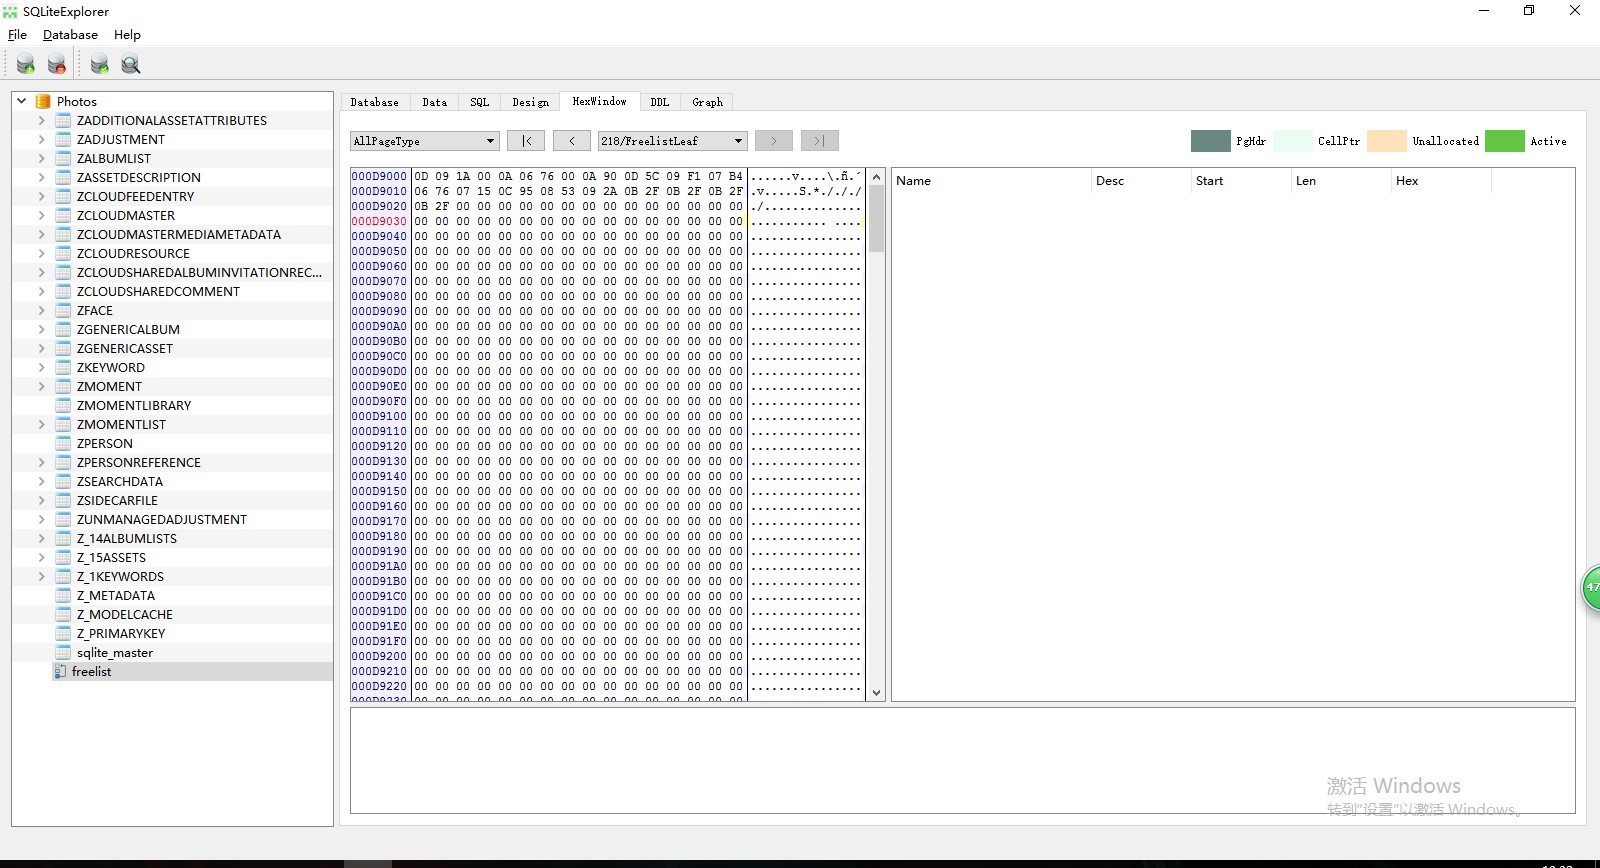 SQLiteExplorer
File Database Help
Photos
ZADDITIONALASSETATTRIBUTES
ZADJUSTMENT
ZALBUMLIST
ZASSETDESCRIPTION
ZCLOUDFEEDENTRY
ZCLOUDMASTER
ZCLOUDMASTERMEDIAMETADATA
ZCLOUDRESOURCE
ZCLOUDSHAREDALBUMINVITATIONREC...
ZCLOUDSHAREDCOMMENT
ZFACE
ZGENERICALBUM
ZGENERICASSET
ZKEYWORD
ZMOMENT
ZMOMENTLIBRARY
ZMOMENTLIST
ZPERSON
ZPERSONREFERENCE
ZSEARCHDATA
ZSIDECARFILE
ZUNMANAGEDADJUSTMENT
Z_14ALBUMLISTS
Z_15ASSETS
Z_1KEYWORDS
Z_METADATA
Z_MODELCACHE
Z_PRIMARYKEY
sqlite_master
freelist
Database Data SQL Design HexWindow DDL Graph
AllPageType |< < 218/FreelistLeaf > >| PgHdr CellPtr Unallocated Active
000D9000 0D 09 1A 00 0A 06 76 00 0A 90 0D 5C 09 F1 07 B4 ......v....\.ñ.´
000D9010 06 76 07 15 0C 95 08 53 09 2A 0B 2F 0B 2F 0B 2F .v.....S.*./././
000D9020 0B 2F 00 00 00 00 00 00 00 00 00 00 00 00 00 00 ./..............
000D9030 00 00 00 00 00 00 00 00 00 00 00 00 00 00 00 00 ........... ....
000D9040 00 00 00 00 00 00 00 00 00 00 00 00 00 00 00 00 ................
000D9050 00 00 00 00 00 00 00 00 00 00 00 00 00 00 00 00 ................
000D9060 00 00 00 00 00 00 00 00 00 00 00 00 00 00 00 00 ................
000D9070 00 00 00 00 00 00 00 00 00 00 00 00 00 00 00 00 ................
000D9080 00 00 00 00 00 00 00 00 00 00 00 00 00 00 00 00 ................
000D9090 00 00 00 00 00 00 00 00 00 00 00 00 00 00 00 00 ................
000D90A0 00 00 00 00 00 00 00 00 00 00 00 00 00 00 00 00 ................
000D90B0 00 00 00 00 00 00 00 00 00 00 00 00 00 00 00 00 ................
000D90C0 00 00 00 00 00 00 00 00 00 00 00 00 00 00 00 00 ................
000D90D0 00 00 00 00 00 00 00 00 00 00 00 00 00 00 00 00 ................
000D90E0 00 00 00 00 00 00 00 00 00 00 00 00 00 00 00 00 ................
000D90F0 00 00 00 00 00 00 00 00 00 00 00 00 00 00 00 00 ................
000D9100 00 00 00 00 00 00 00 00 00 00 00 00 00 00 00 00 ................
000D9110 00 00 00 00 00 00 00 00 00 00 00 00 00 00 00 00 ................
000D9120 00 00 00 00 00 00 00 00 00 00 00 00 00 00 00 00 ................
000D9130 00 00 00 00 00 00 00 00 00 00 00 00 00 00 00 00 ................
000D9140 00 00 00 00 00 00 00 00 00 00 00 00 00 00 00 00 ................
000D9150 00 00 00 00 00 00 00 00 00 00 00 00 00 00 00 00 ................
000D9160 00 00 00 00 00 00 00 00 00 00 00 00 00 00 00 00 ................
000D9170 00 00 00 00 00 00 00 00 00 00 00 00 00 00 00 00 ................
000D9180 00 00 00 00 00 00 00 00 00 00 00 00 00 00 00 00 ................
000D9190 00 00 00 00 00 00 00 00 00 00 00 00 00 00 00 00 ................
000D91A0 00 00 00 00 00 00 00 00 00 00 00 00 00 00 00 00 ................
000D91B0 00 00 00 00 00 00 00 00 00 00 00 00 00 00 00 00 ................
000D91C0 00 00 00 00 00 00 00 00 00 00 00 00 00 00 00 00 ................
000D91D0 00 00 00 00 00 00 00 00 00 00 00 00 00 00 00 00 ................
000D91E0 00 00 00 00 00 00 00 00 00 00 00 00 00 00 00 00 ................
000D91F0 00 00 00 00 00 00 00 00 00 00 00 00 00 00 00 00 ................
000D9200 00 00 00 00 00 00 00 00 00 00 00 00 00 00 00 00 ................
000D9210 00 00 00 00 00 00 00 00 00 00 00 00 00 00 00 00 ................
000D9220 00 00 00 00 00 00 00 00 00 00 00 00 00 00 00 00 ................
000D9230 00 00 00 00 00 00 00 00 00 00 00 00 00 00 00 00
Name Desc Start Len Hex
47
激活 Windows
转到"设置"以激活 Windows。